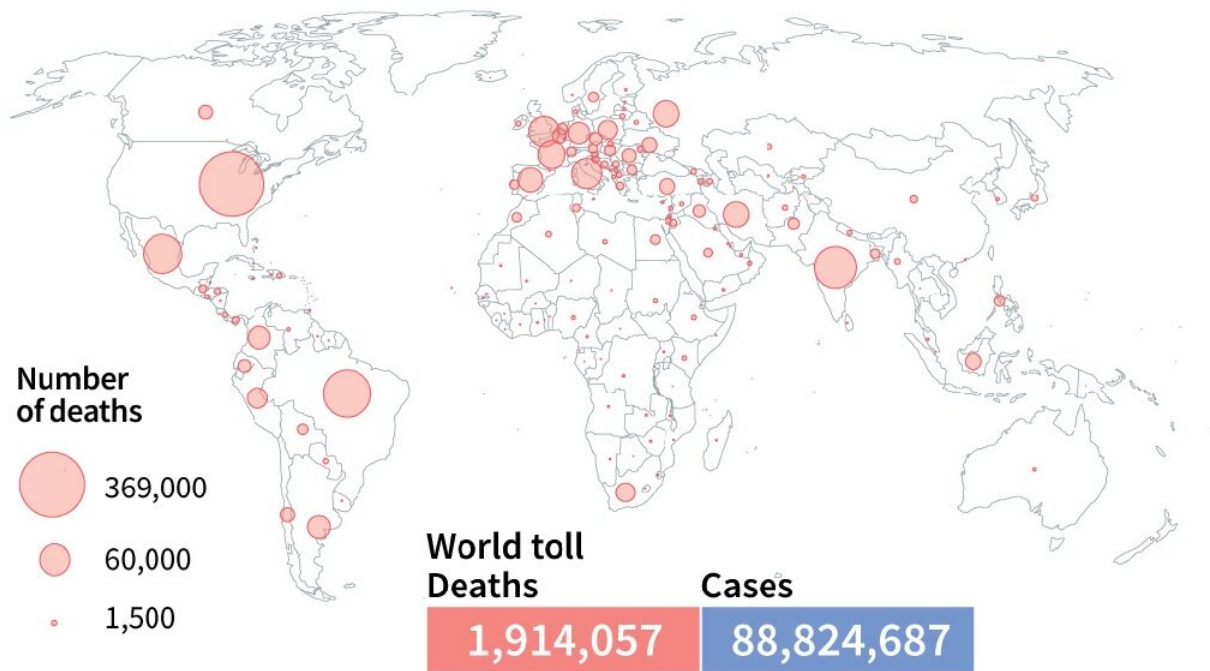 Number
of deaths
369,000
60,000
1,500
World toll
Deaths
Cases
1,914,057
88,824,687